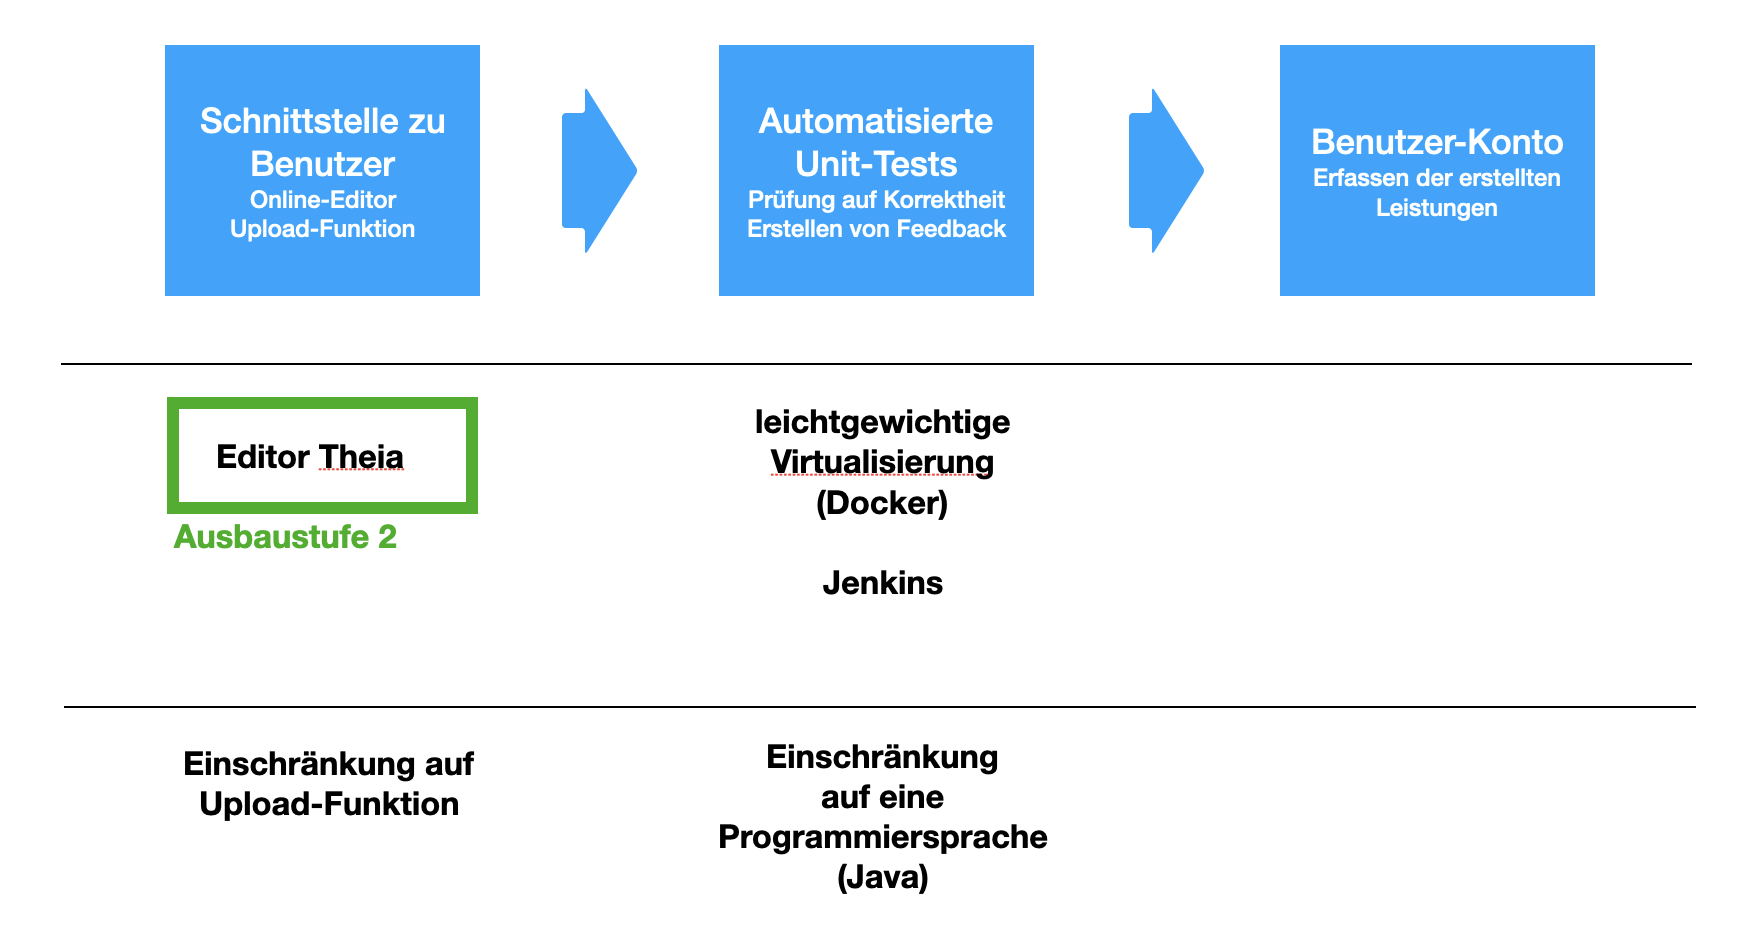 Schnittstelle zu
Benutzer
Online-Editor
Upload-Funktion
Automatisierte
Unit-Tests
Prüfung auf Korrektheit
Erstellen von Feedback
Benutzer-Konto
Erfassen der erstellten
Leistungen
Editor Theia
Ausbaustufe 2
leichtgewichtige
Virtualisierung
(Docker)
Jenkins
Einschränkung auf
Upload-Funktion
Einschränkung
auf eine
Programmiersprache
(Java)